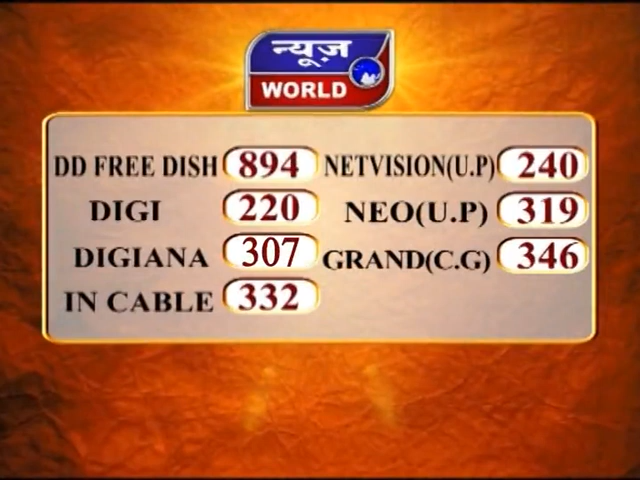 न्यूज़
WORLD
DD FREE DISH 894 NETVISION(U.P) 240
DIGI 220 NEO(U.P) 319
DIGIANA 307 GRAND(C.G) 346
IN CABLE 332